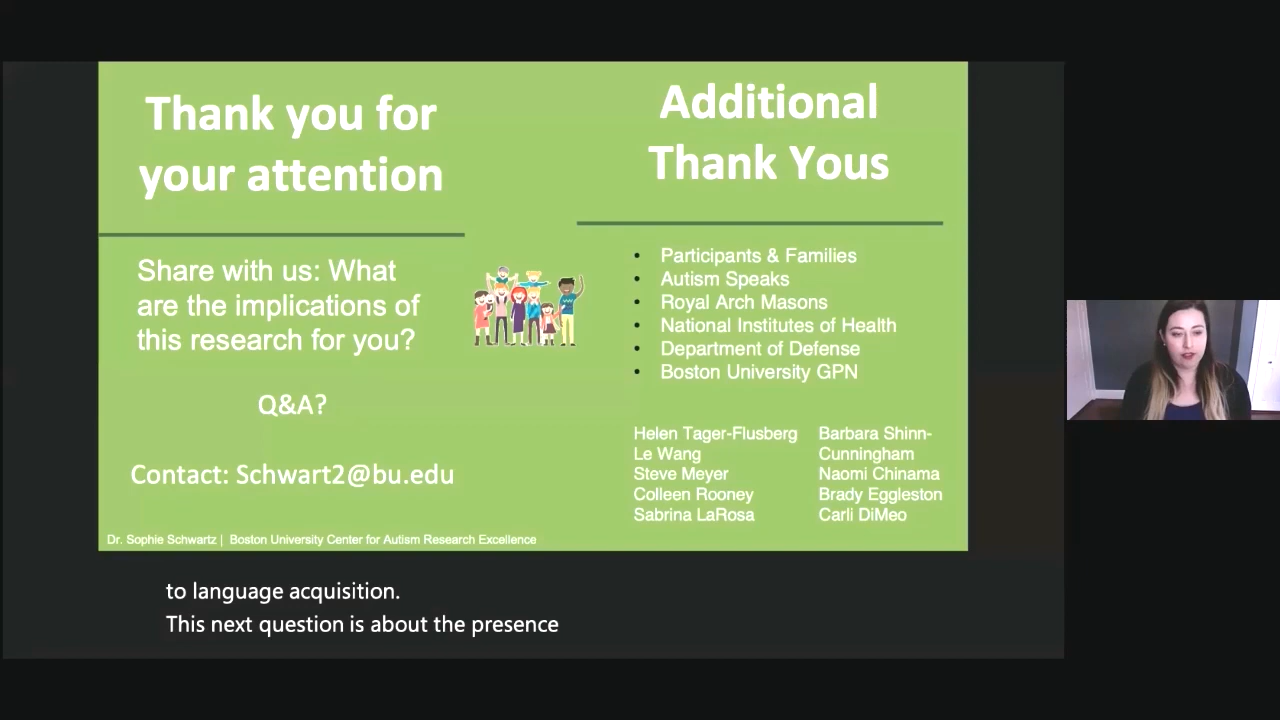 Thank you for
your attention
Share with us: What
are the implications of
this research for you?
Q&A?
Contact: Schwart2@bu.edu
Dr. Sophie Schwartz | Boston University Center for Autism Research Excellence
Additional
Thank Yous
• Participants & Families
• Autism Speaks
• Royal Arch Masons
• National Institutes of Health
• Department of Defense
• Boston University GPN
Helen Tager-Flusberg
Le Wang
Steve Meyer
Colleen Rooney
Sabrina LaRosa
Barbara Shinn-
Cunningham
Naomi Chinama
Brady Eggleston
Carli DiMeo
to language acquisition.
This next question is about the presence